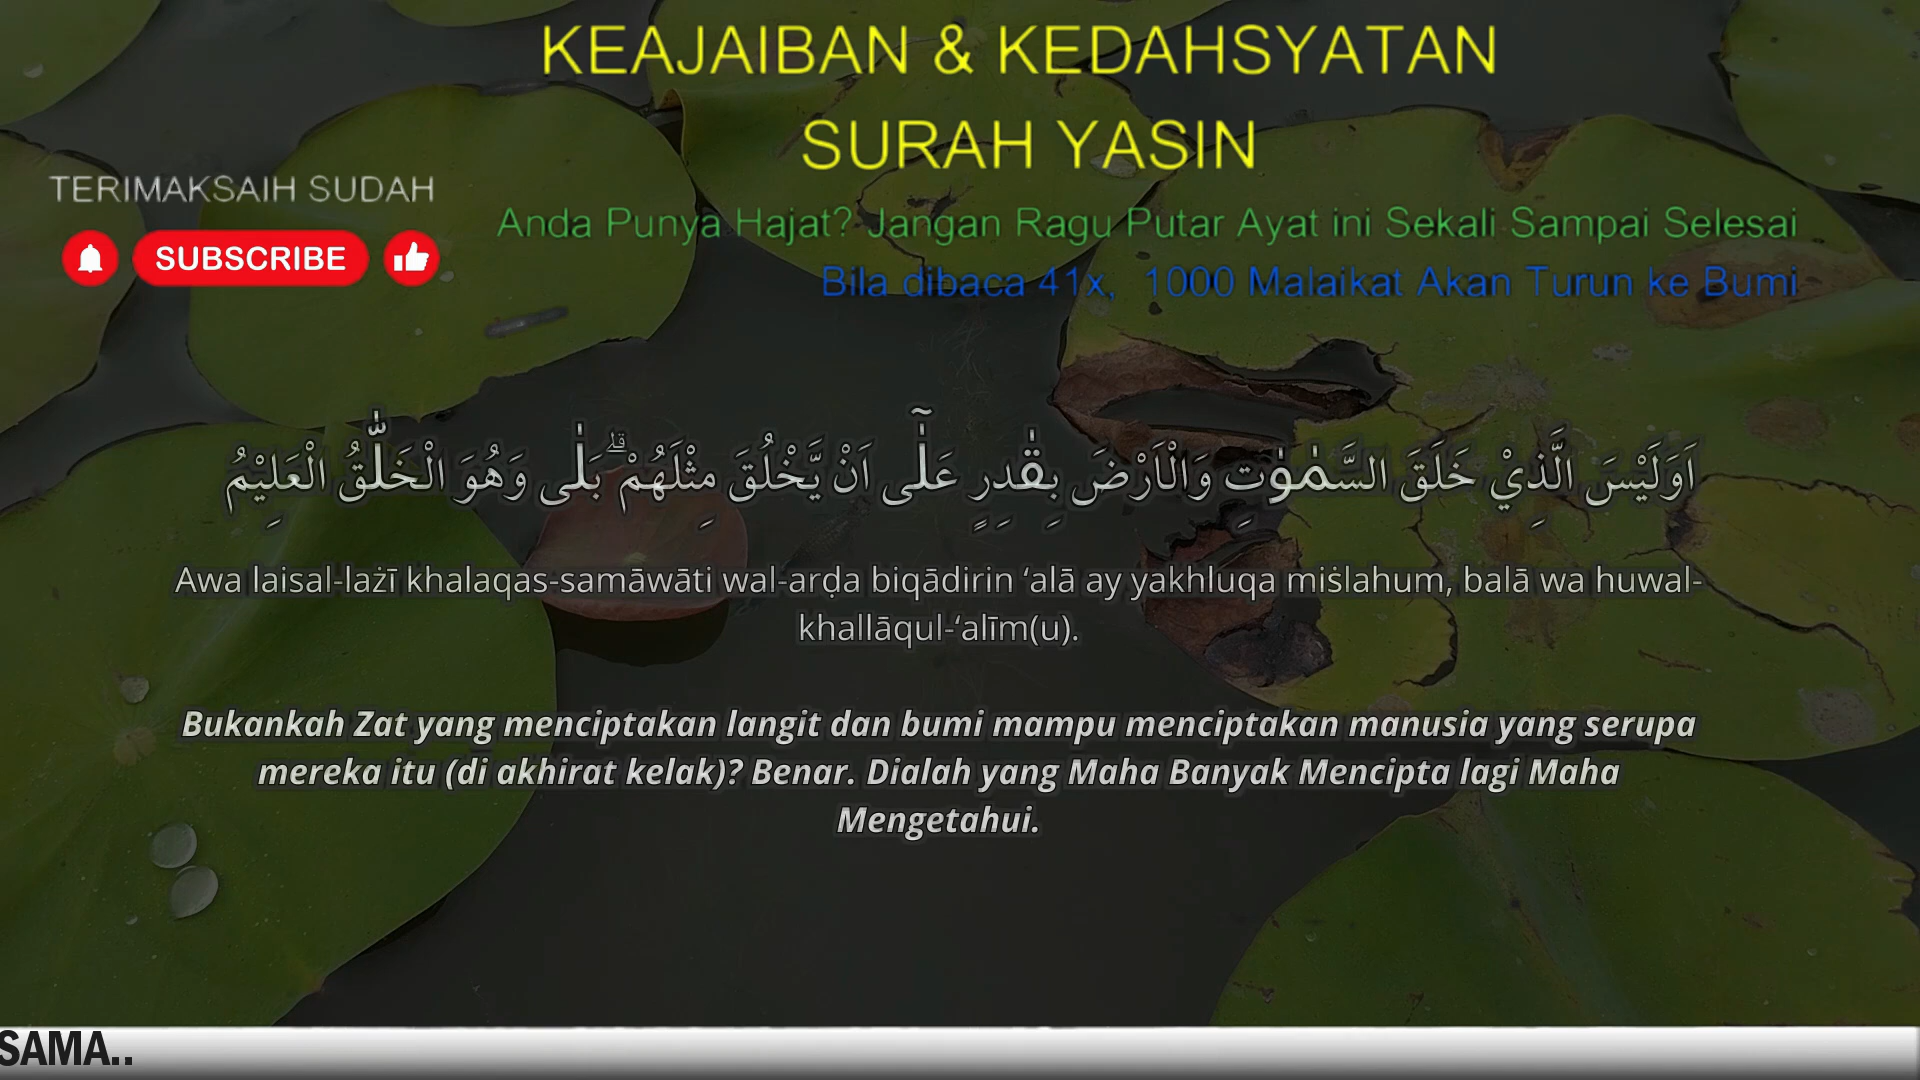 KEAJAIBAN & KEDAHSYATAN
SURAH YASIN
TERIMAKSAIH SUDAH
SUBSCRIBE
Anda Punya Hajat? Jangan Ragu Putar Ayat ini Sekali Sampai Selesai
Bila dibaca 41x, 1000 Malaikat Akan Turun ke Bumi
اَوَلَيْسَ الَّذِيْ خَلَقَ السَّمٰوٰتِ وَالْاَرْضَ بِقٰدِرٍ عَلٰٓى اَنْ يَّخْلُقَ مِثْلَهُمْ ۗبَلٰى وَهُوَ الْخَلّٰقُ الْعَلِيْمُ
Awa laisal-lażī khalaqas-samāwāti wal-arḍa biqādirin ‘alā ay yakhluqa miṡlahum, balā wa huwal-
khallāqul-‘alīm(u).
Bukankah Zat yang menciptakan langit dan bumi mampu menciptakan manusia yang serupa
mereka itu (di akhirat kelak)? Benar. Dialah yang Maha Banyak Mencipta lagi Maha
Mengetahui.
SAMA..